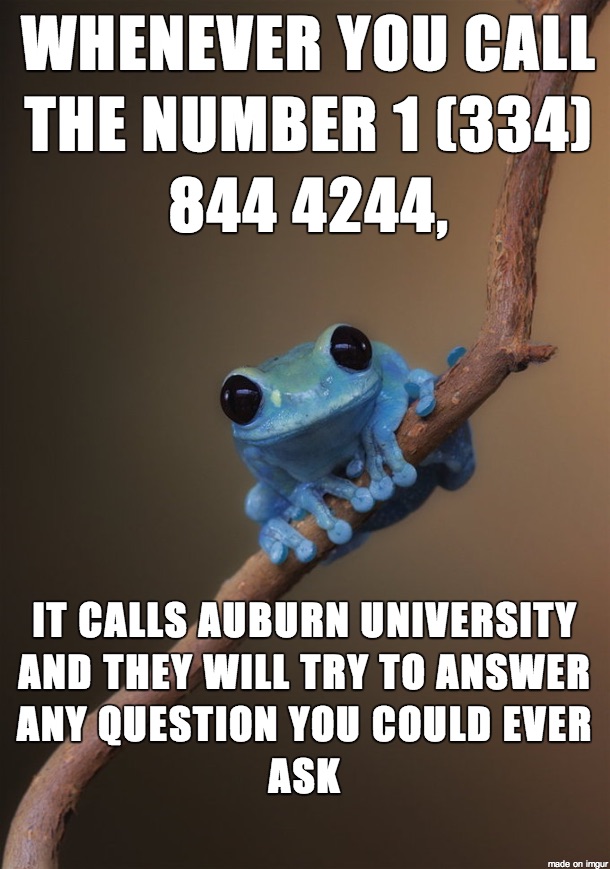 WHENEVER YOU CALL
THE NUMBER 1 (334)
844 4244,
IT CALLS AUBURN UNIVERSITY
AND THEY WILL TRY TO ANSWER
ANY QUESTION YOU COULD EVER
ASK
made on imgur